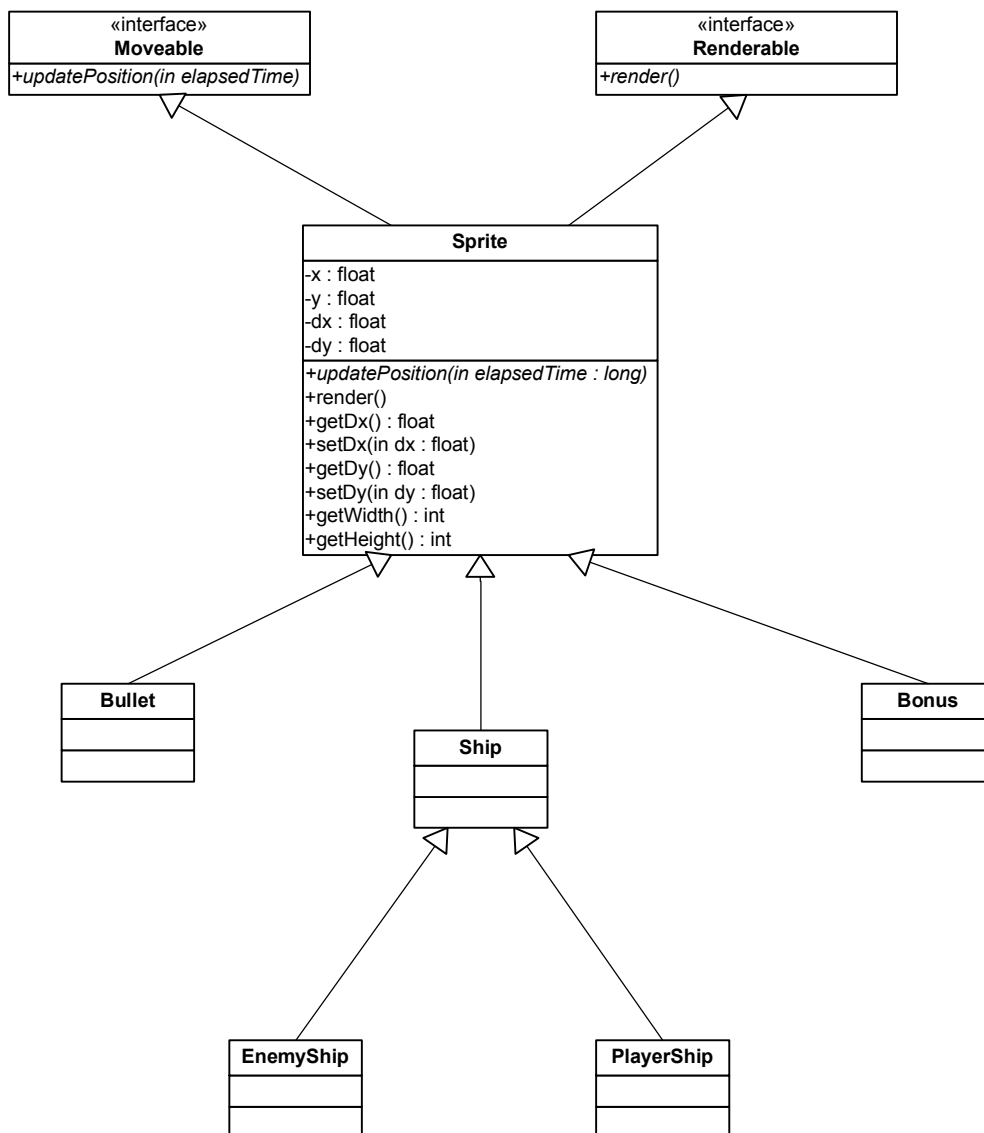 «interface»
Moveable
+updatePosition(in elapsedTime)
«interface»
Renderable
+render()
Sprite
-x : float
-y : float
-dx : float
-dy : float
+updatePosition(in elapsedTime : long)
+render()
+getDx() : float
+setDx(in dx : float)
+getDy() : float
+setDy(in dy : float)
+getWidth() : int
+getHeight() : int
Bullet
Ship
Bonus
EnemyShip
PlayerShip